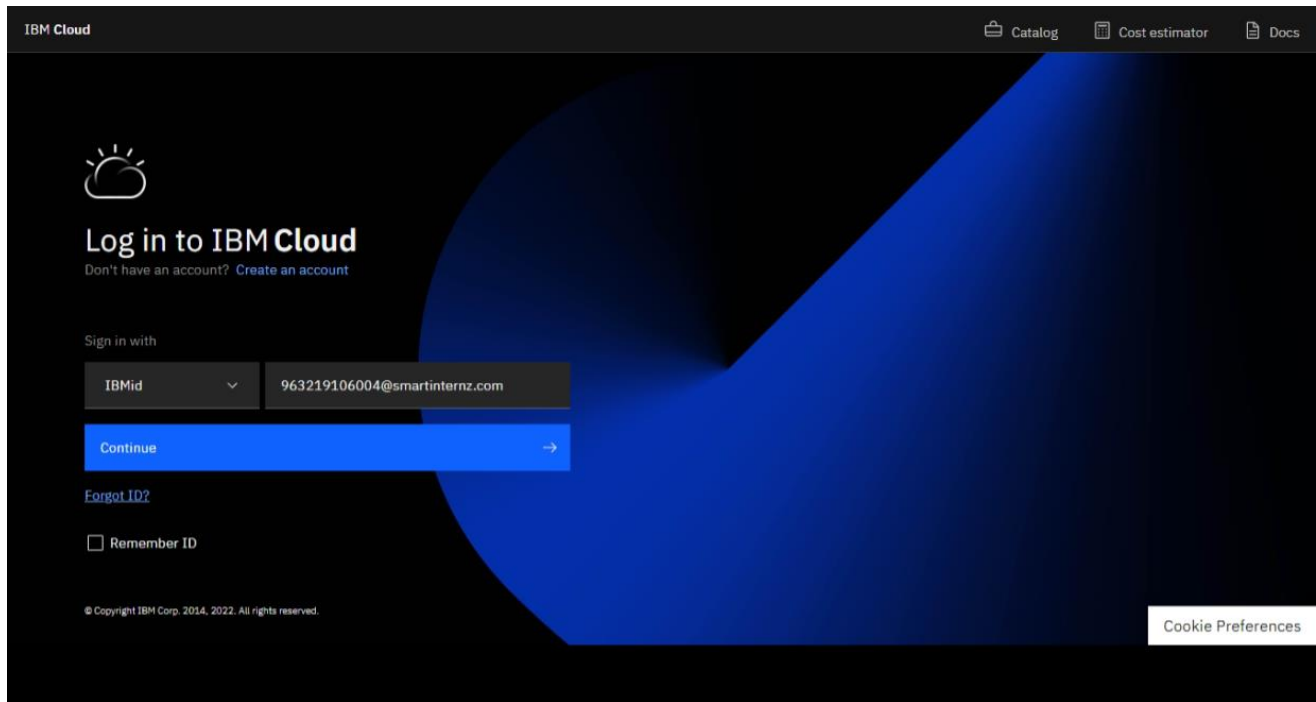 IBM Cloud Catalog Cost estimator Docs
Log in to IBM Cloud
Don't have an account? Create an account
Sign in with
IBMid 963219106004@smartinternz.com
Continue
Forgot ID?
Remember ID
© Copyright IBM Corp. 2014, 2022. All rights reserved.
Cookie Preferences